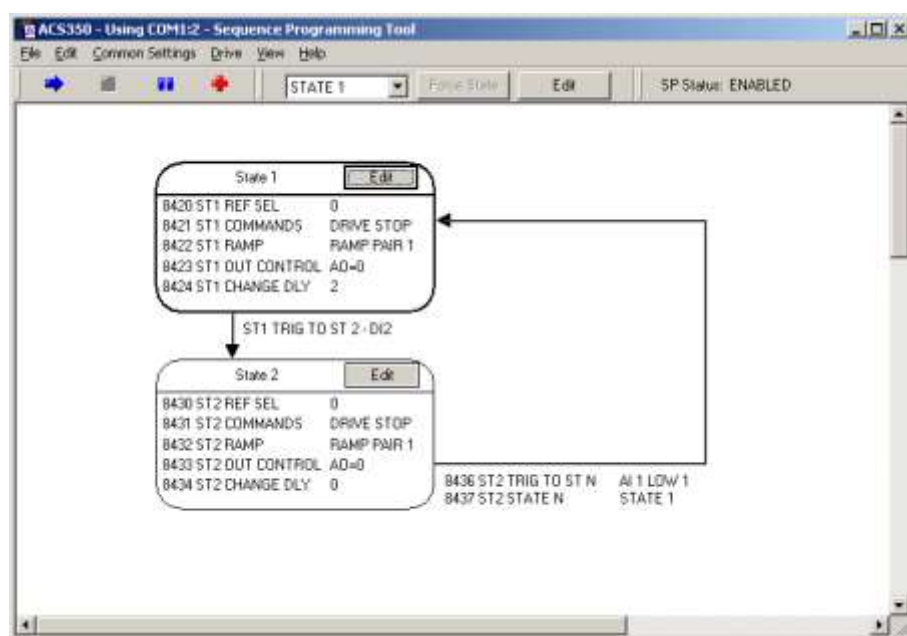 ACS350 - Using COM1:2 - Sequence Programming Tool
File Edit Common Settings Drive View Help
STATE 1 Force State Edit SP Status: ENABLED
State 1 Edit
8420 ST1 REF SEL 0
8421 ST1 COMMANDS DRIVE STOP
8422 ST1 RAMP RAMP PAIR 1
8423 ST1 OUT CONTROL AO=0
8424 ST1 CHANGE DLY 2
ST1 TRIG TO ST 2 - DI2
State 2 Edit
8430 ST2 REF SEL 0
8431 ST2 COMMANDS DRIVE STOP
8432 ST2 RAMP RAMP PAIR 1
8433 ST2 OUT CONTROL AO=0
8434 ST2 CHANGE DLY 0
8436 ST2 TRIG TO ST N AI 1 LOW 1
8437 ST2 STATE N STATE 1